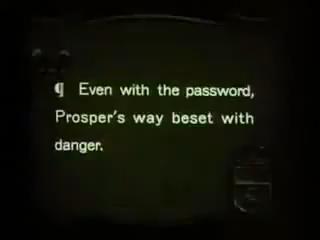 ¶ Even with the password,
Prosper's way beset with
danger.